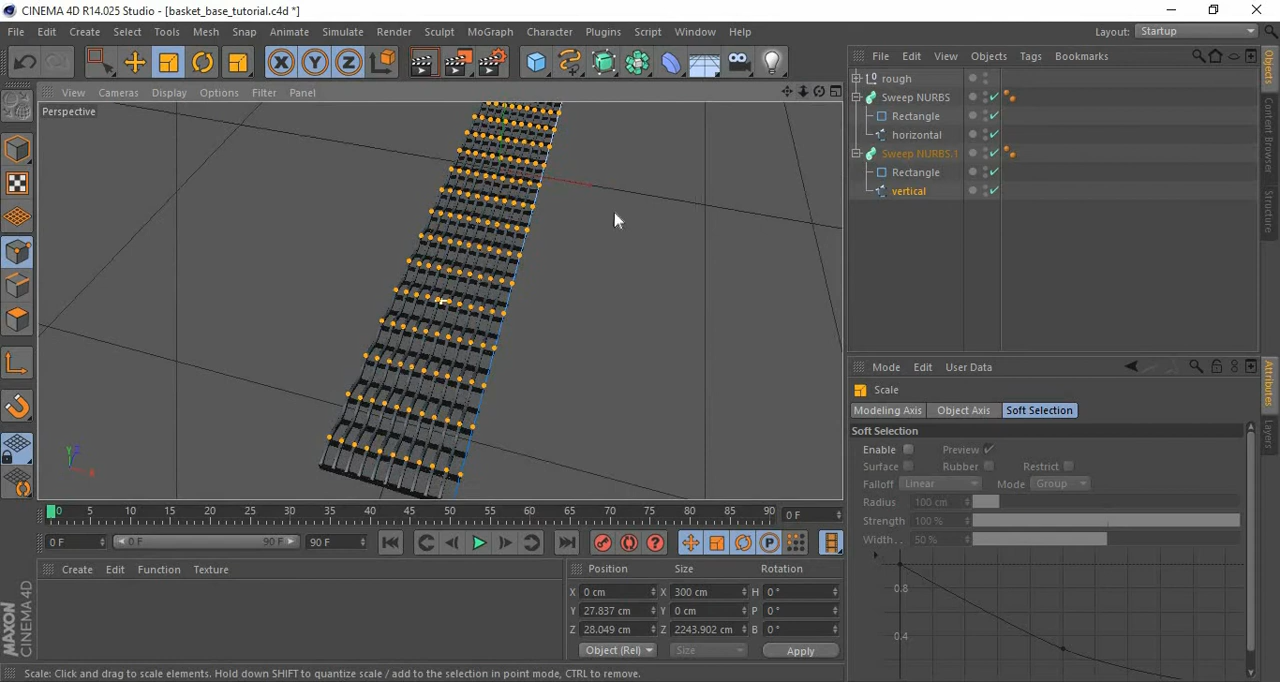 CINEMA 4D R14.025 Studio - [basket_base_tutorial.c4d *]
File Edit Create Select Tools Mesh Snap Animate Simulate Render Sculpt MoGraph Character Plugins Script Window Help
Layout: Startup
X Y Z
File Edit View Objects Tags Bookmarks
View Cameras Display Options Filter Panel
Perspective
rough
Sweep NURBS
Rectangle
horizontal
Sweep NURBS.1
Rectangle
vertical
Objects
Content Browser
Structure
Mode Edit User Data
Scale
Modeling Axis Object Axis Soft Selection
Soft Selection
Enable Preview
Surface Rubber Restrict
Falloff Linear Mode Group
Radius 100 cm
Strength 100 %
Width. . 50 %
0.8
0.4
Attributes
Layers
Y Z X
0 5 10 15 20 25 30 35 40 45 50 55 60 65 70 75 80 85 90 0 F
0 F 0 F 90 F 90 F
Create Edit Function Texture
Position Size Rotation
X 0 cm X 300 cm H 0 °
Y 27.837 cm Y 0 cm P 0 °
Z 28.049 cm Z 2243.902 cm B 0 °
Object (Rel) Size Apply
MAXON CINEMA 4D
Scale: Click and drag to scale elements. Hold down SHIFT to quantize scale / add to the selection in point mode, CTRL to remove.